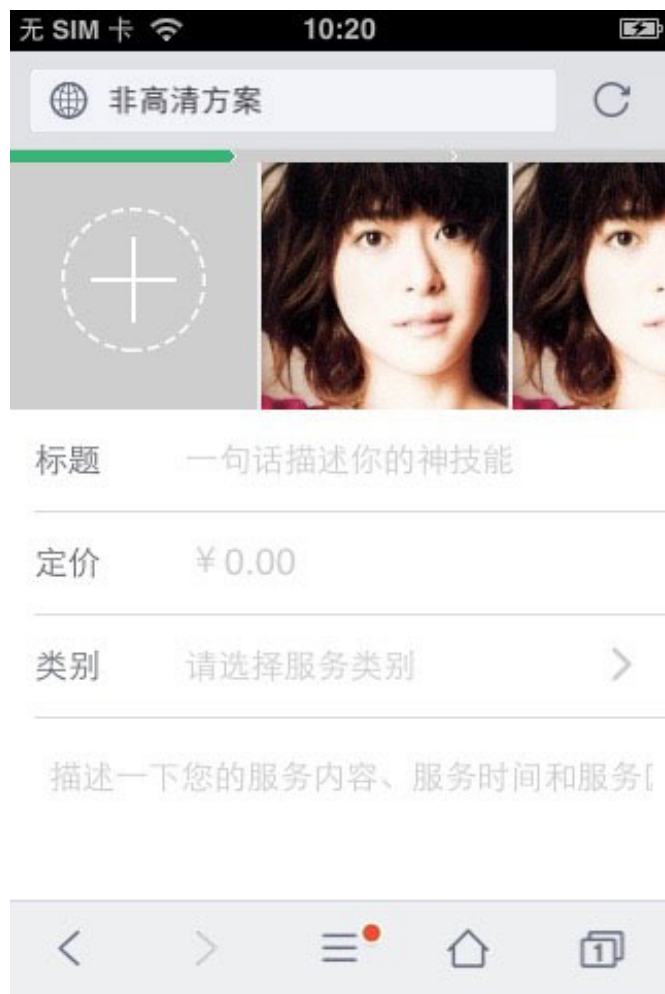 无 SIM 卡 10:20
非高清方案
标题 一句话描述你的神技能
定价 ¥0.00
类别 请选择服务类别
描述一下您的服务内容、服务时间和服务
1